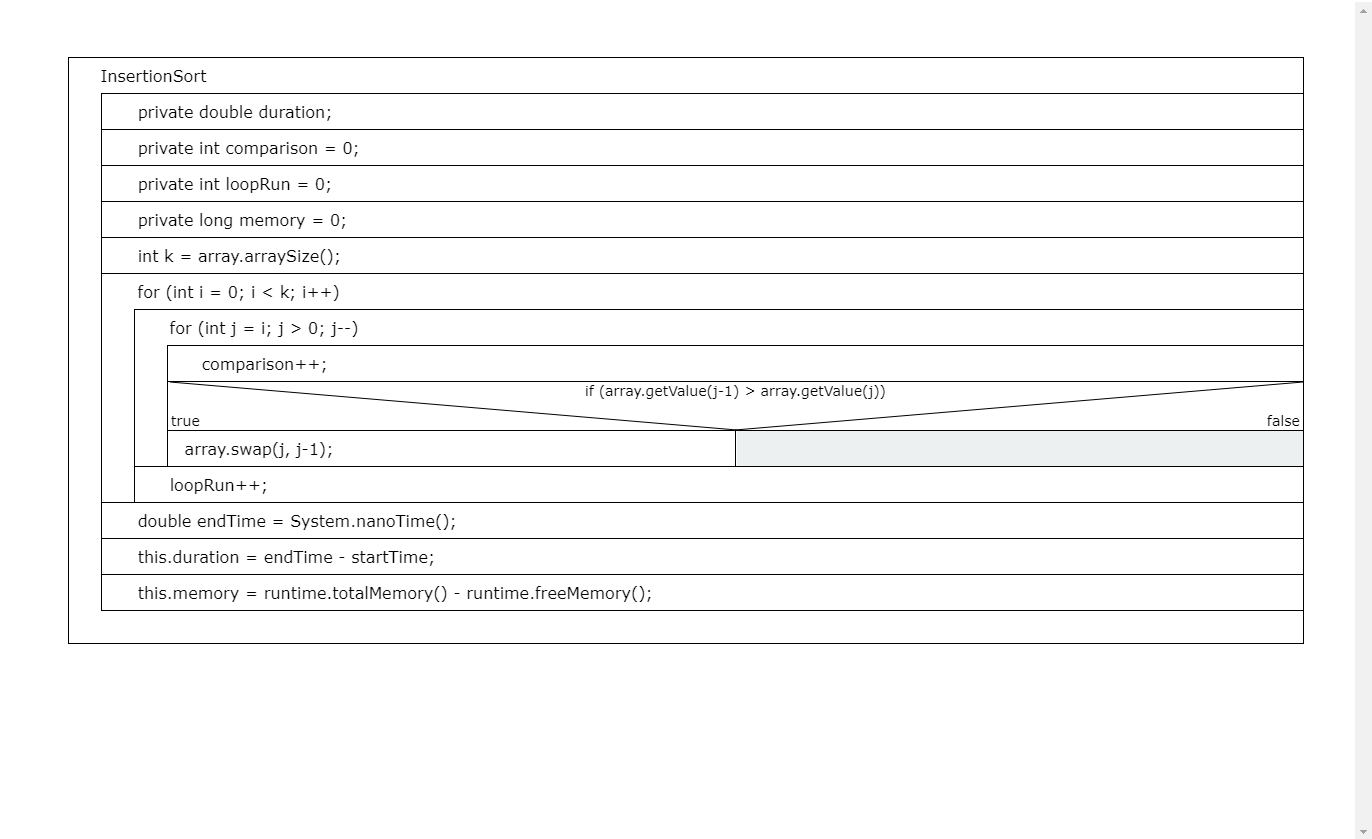 InsertionSort
private double duration;
private int comparison = 0;
private int loopRun = 0;
private long memory = 0;
int k = array.arraySize();
for (int i = 0; i < k; i++)
for (int j = i; j > 0; j--)
comparison++;
if (array.getValue(j-1) > array.getValue(j))
true
false
array.swap(j, j-1);
loopRun++;
double endTime = System.nanoTime();
this.duration = endTime - startTime;
this.memory = runtime.totalMemory() - runtime.freeMemory();